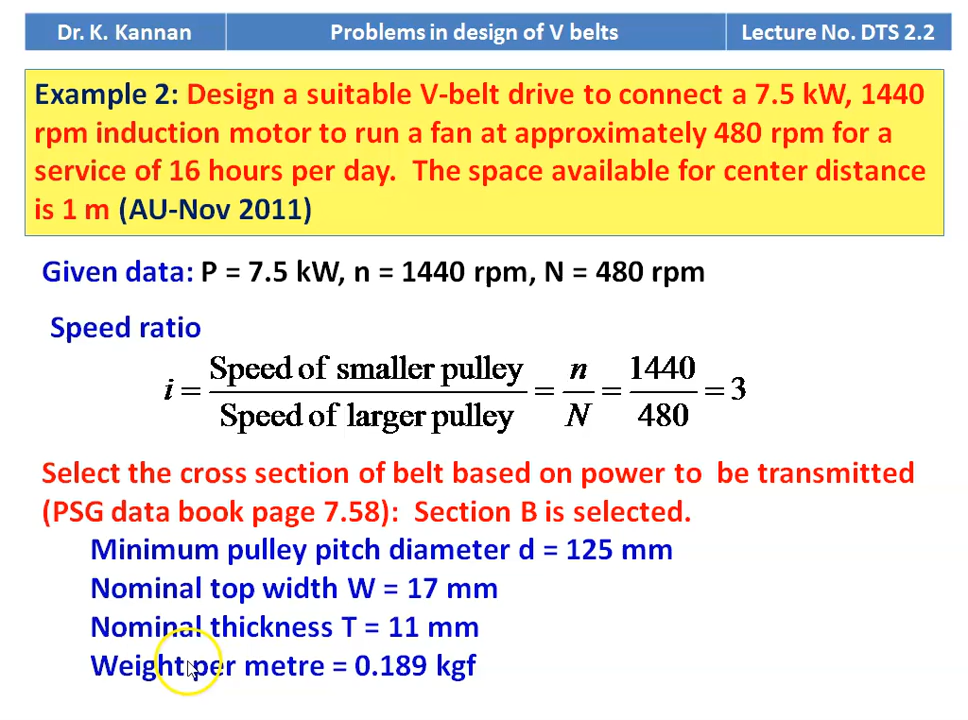 Dr. K. Kannan
Problems in design of V belts
Lecture No. DTS 2.2
Example 2: Design a suitable V-belt drive to connect a 7.5 kW, 1440
rpm induction motor to run a fan at approximately 480 rpm for a
service of 16 hours per day. The space available for center distance
is 1 m (AU-Nov 2011)
Given data: P = 7.5 kW, n = 1440 rpm, N = 480 rpm
Speed ratio
i = Speed of smaller pulley / Speed of larger pulley = n / N = 1440 / 480 = 3
Select the cross section of belt based on power to be transmitted
(PSG data book page 7.58): Section B is selected.
Minimum pulley pitch diameter d = 125 mm
Nominal top width W = 17 mm
Nominal thickness T = 11 mm
Weight per metre = 0.189 kgf